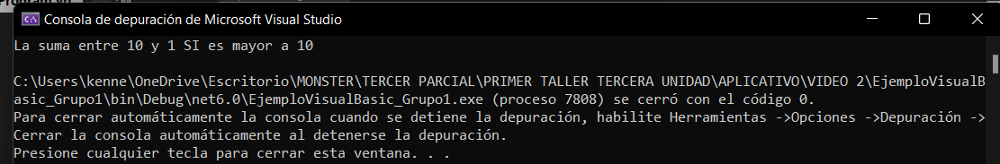 Consola de depuración de Microsoft Visual Studio
La suma entre 10 y 1 SI es mayor a 10
C:\Users\kenne\OneDrive\Escritorio\MONSTER\TERCER PARCIAL\PRIMER TALLER TERCERA UNIDAD\APLICATIVO\VIDEO 2\EjemploVisualB
asic_Grupo1\bin\Debug\net6.0\EjemploVisualBasic_Grupo1.exe (proceso 7808) se cerró con el código 0.
Para cerrar automáticamente la consola cuando se detiene la depuración, habilite Herramientas ->Opciones ->Depuración ->
Cerrar la consola automáticamente al detenerse la depuración.
Presione cualquier tecla para cerrar esta ventana. . .